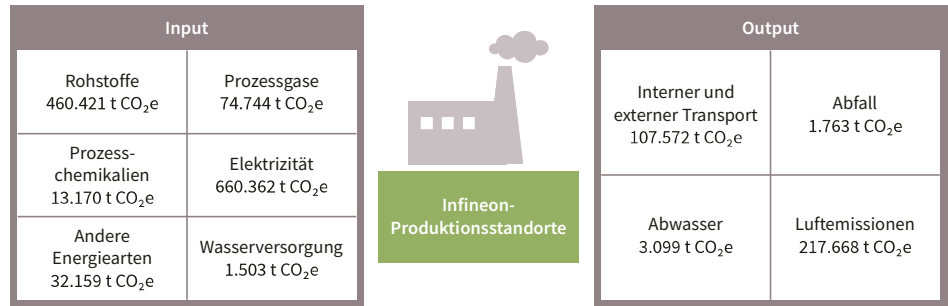 Input
Rohstoffe
460.421 t CO₂e
Prozessgase
74.744 t CO₂e
Prozess-
chemikalien
13.170 t CO₂e
Elektrizität
660.362 t CO₂e
Andere
Energiearten
32.159 t CO₂e
Wasserversorgung
1.503 t CO₂e
Infineon-
Produktionsstandorte
Output
Interner und
externer Transport
107.572 t CO₂e
Abfall
1.763 t CO₂e
Abwasser
3.099 t CO₂e
Luftemissionen
217.668 t CO₂e